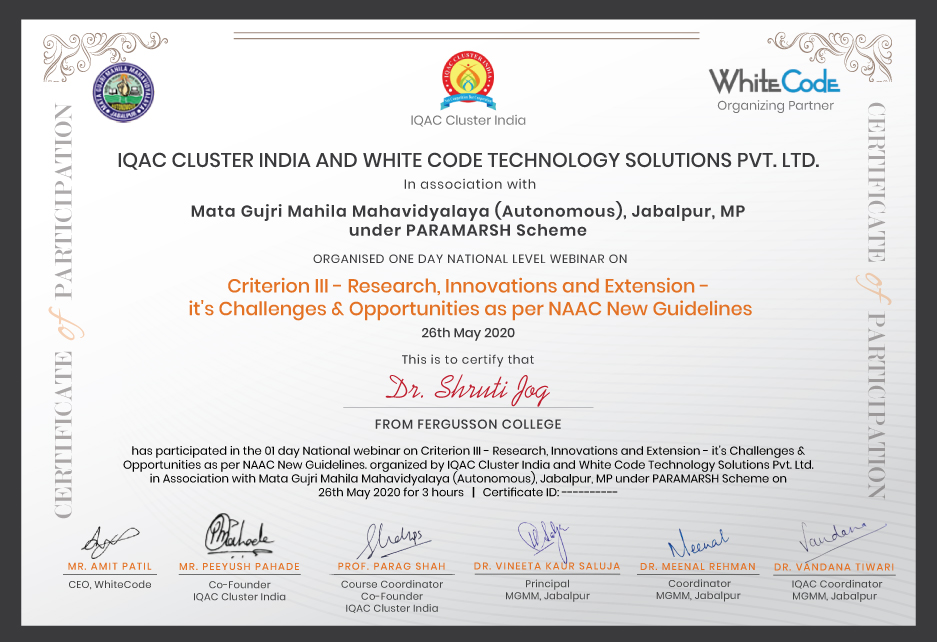 IQAC CLUSTER INDIA
IQAC Cluster India
WhiteCode
Organizing Partner
CERTIFICATE of PARTICIPATION
CERTIFICATE of PARTICIPATION
IQAC CLUSTER INDIA AND WHITE CODE TECHNOLOGY SOLUTIONS PVT. LTD.
In association with
Mata Gujri Mahila Mahavidyalaya (Autonomous), Jabalpur, MP
under PARAMARSH Scheme
ORGANISED ONE DAY NATIONAL LEVEL WEBINAR ON
Criterion III - Research, Innovations and Extension -
it's Challenges & Opportunities as per NAAC New Guidelines
26th May 2020
This is to certify that
Dr. Shruti Jog
FROM FERGUSSON COLLEGE
has participated in the 01 day National webinar on Criterion III - Research, Innovations and Extension - it's Challenges &
Opportunities as per NAAC New Guidelines. organized by IQAC Cluster India and White Code Technology Solutions Pvt. Ltd.
in Association with Mata Gujri Mahila Mahavidyalaya (Autonomous), Jabalpur, MP under PARAMARSH Scheme on
26th May 2020 for 3 hours | Certificate ID: ----------
Meenal
Vandana
MR. AMIT PATIL
CEO, WhiteCode
MR. PEEYUSH PAHADE
Co-Founder
IQAC Cluster India
PROF. PARAG SHAH
Course Coordinator
Co-Founder
IQAC Cluster India
DR. VINEETA KAUR SALUJA
Principal
MGMM, Jabalpur
DR. MEENAL REHMAN
Coordinator
MGMM, Jabalpur
DR. VANDANA TIWARI
IQAC Coordinator
MGMM, Jabalpur